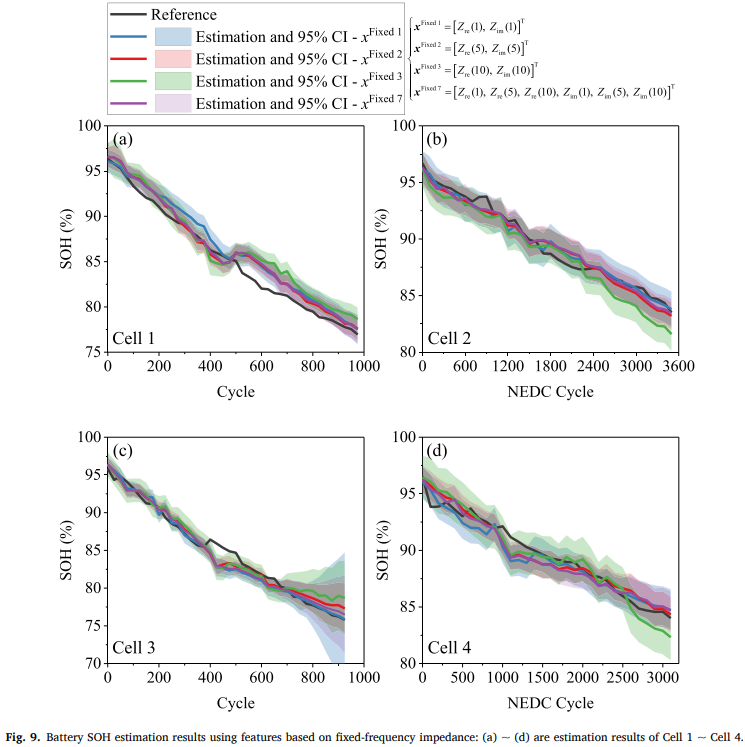 Reference
Estimation and 95% CI - x^Fixed 1
Estimation and 95% CI - x^Fixed 2
Estimation and 95% CI - x^Fixed 3
Estimation and 95% CI - x^Fixed 7
x^Fixed 1 = [Z_re(1), Z_im(1)]^T
x^Fixed 2 = [Z_re(5), Z_im(5)]^T
x^Fixed 3 = [Z_re(10), Z_im(10)]^T
x^Fixed 7 = [Z_re(1), Z_re(5), Z_re(10), Z_im(1), Z_im(5), Z_im(10)]^T
(a)
SOH (%)
100
95
90
85
80
75
Cell 1
0 200 400 600 800 1000
Cycle
(b)
SOH (%)
100
95
90
85
80
Cell 2
0 600 1200 1800 2400 3000 3600
NEDC Cycle
(c)
SOH (%)
100
95
90
85
80
75
70
Cell 3
0 200 400 600 800 1000
Cycle
(d)
SOH (%)
100
95
90
85
80
Cell 4
0 500 1000 1500 2000 2500 3000
NEDC Cycle
Fig. 9. Battery SOH estimation results using features based on fixed-frequency impedance: (a) ~ (d) are estimation results of Cell 1 ~ Cell 4.